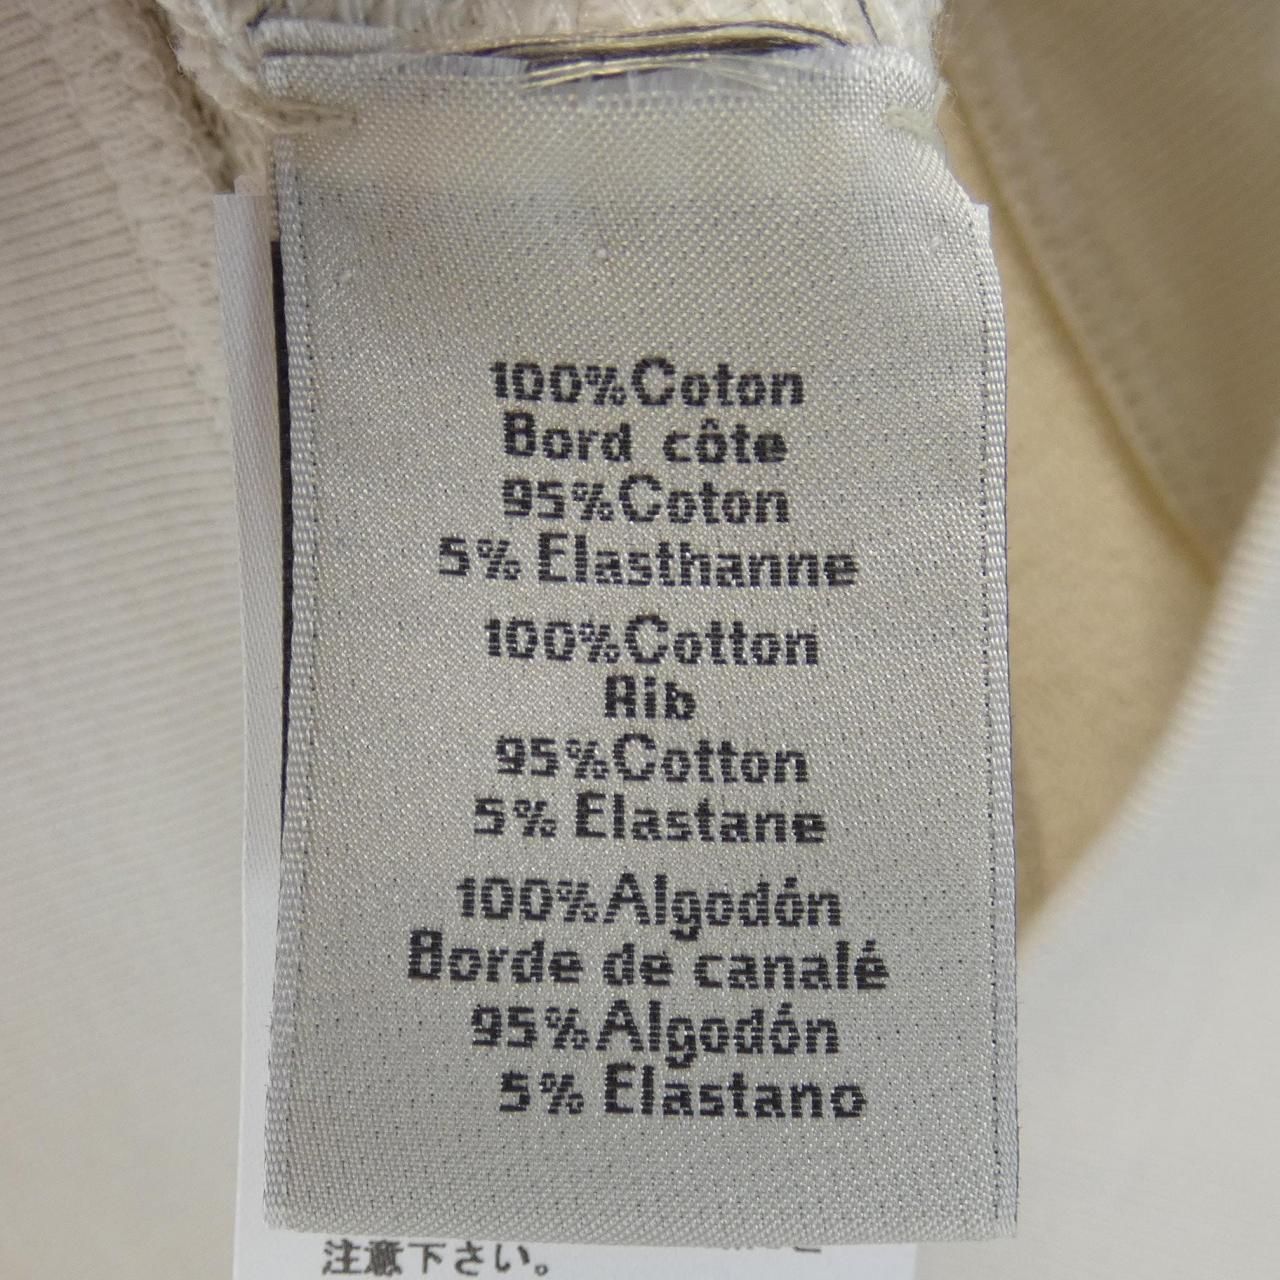 100%Coton
Bord côte
95%Coton
5% Elasthanne
100%Cotton
Rib
95%Cotton
5% Elastane
100%Algodón
Borde de canalé
95%Algodón
5% Elastano
注意下さい。